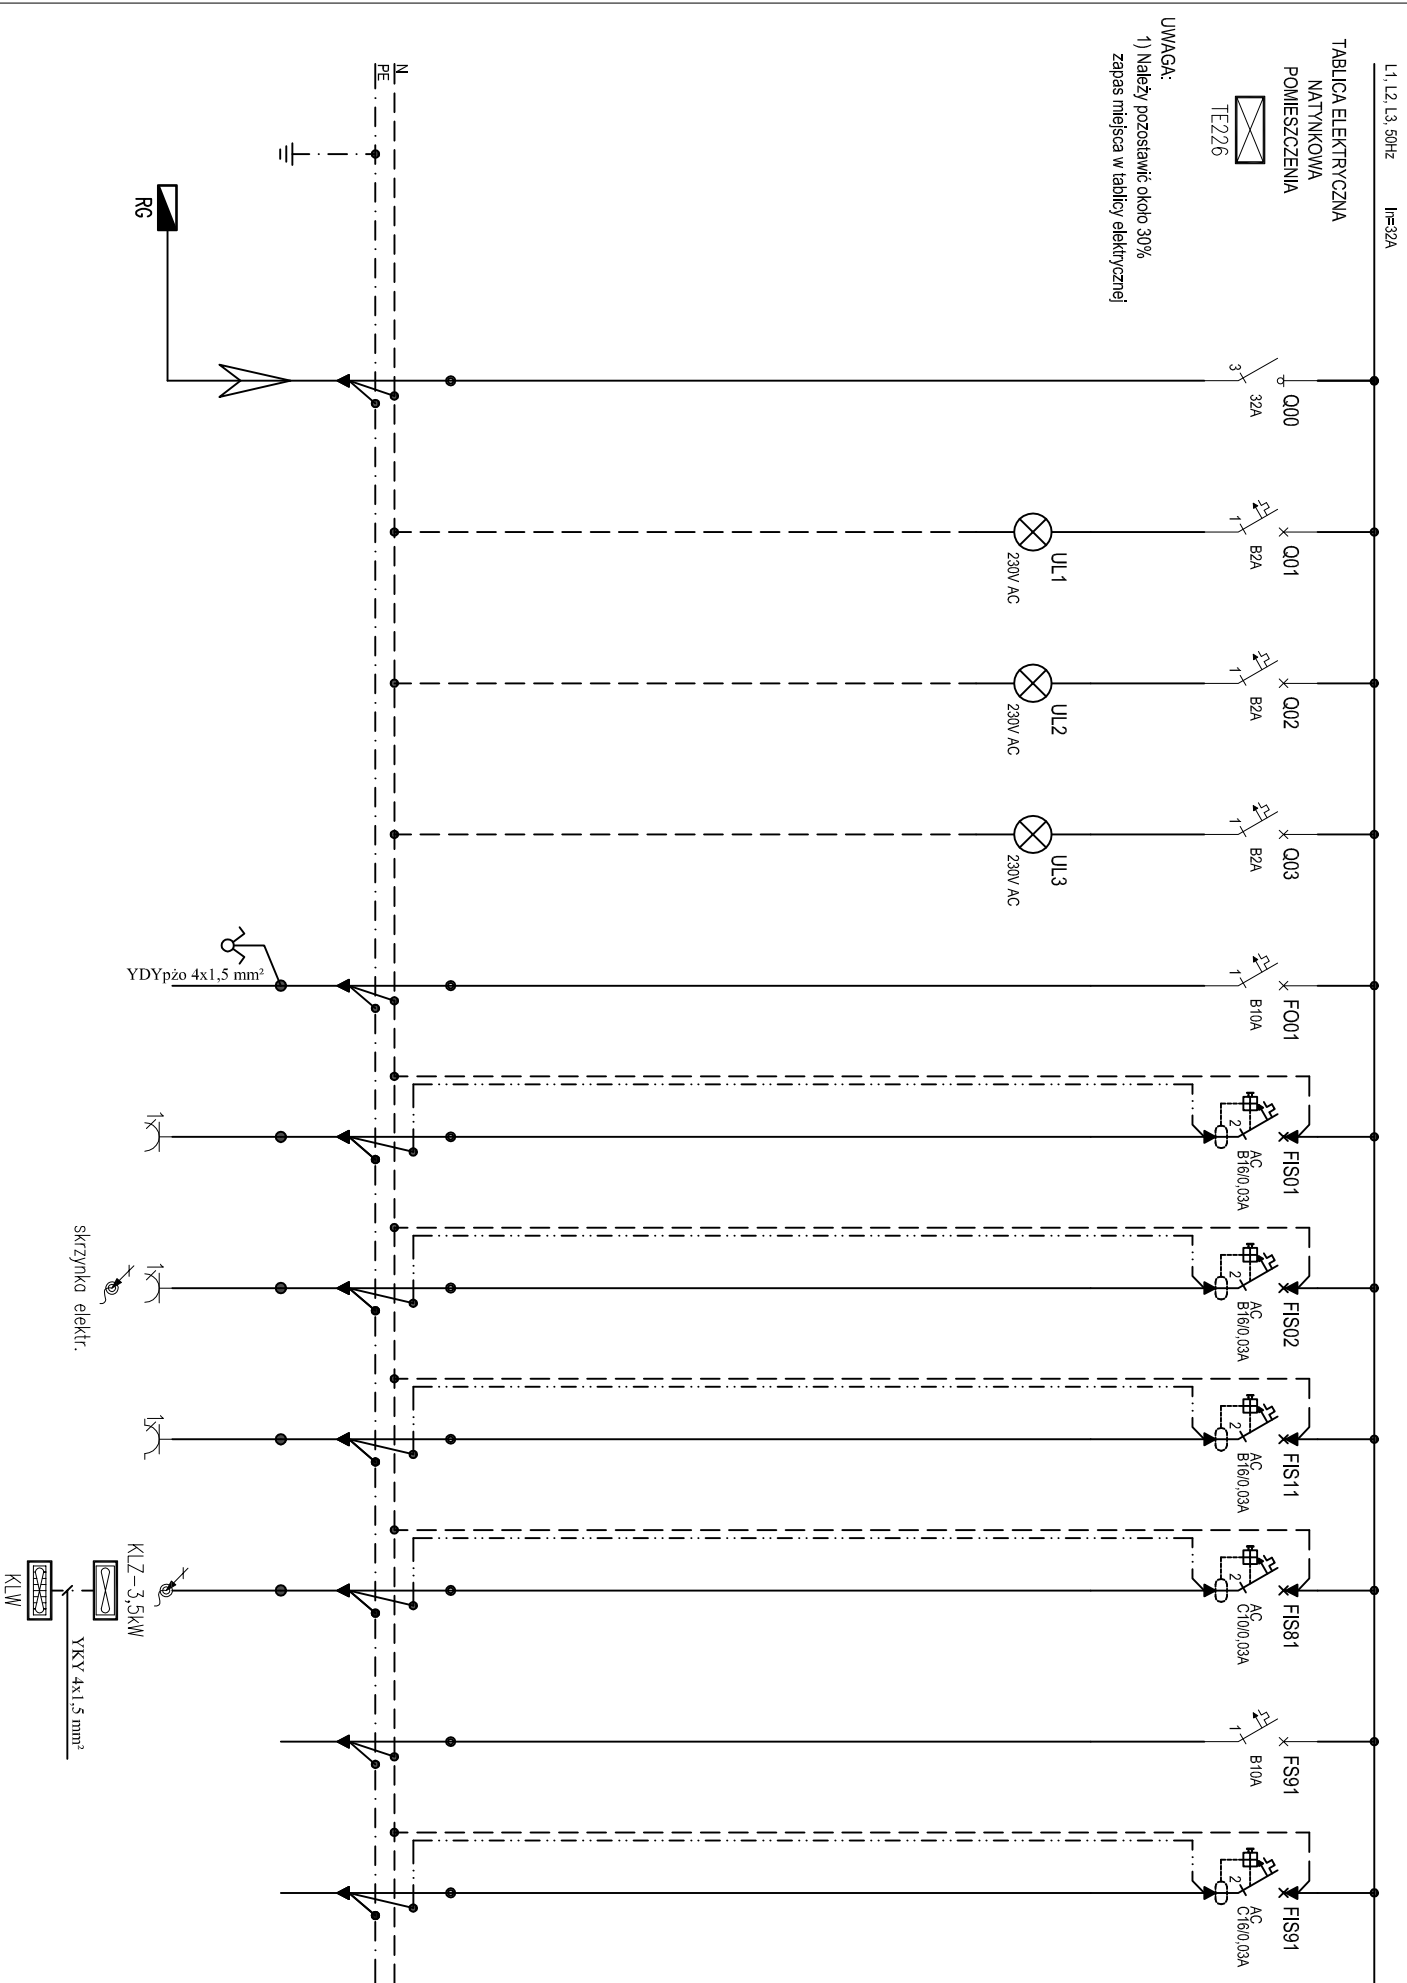 L1, L2, L3, 50Hz In=32A
TABLICA ELEKTRYCZNA
NATYNKOWA
POMIESZCZENIA
TE226
UWAGA:
1) Należy pozostawić około 30%
zapas miejsca w tablicy elektrycznej
N
PE
RG
Q00
3
32A
Q01
1
B2A
UL1
230V AC
Q02
1
B2A
UL2
230V AC
Q03
1
B2A
UL3
230V AC
FO01
1
B10A
YDYpżo 4x1,5 mm²
FIS01
2
AC
B16/0,03A
1
FIS02
2
AC
B16/0,03A
1
skrzynka elektr.
FIS11
2
AC
B16/0,03A
1
FIS81
2
AC
C10/0,03A
KLZ-3,5kW
KLW
YKY 4x1,5 mm²
FS91
1
B10A
FIS91
2
AC
C16/0,03A